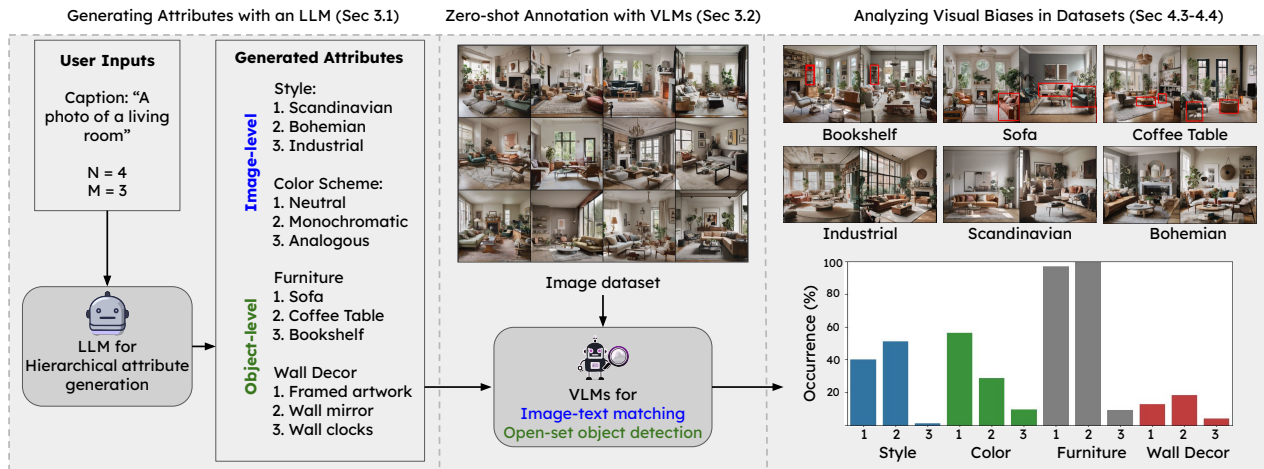 Generating Attributes with an LLM (Sec 3.1)
User Inputs
Caption: “A
photo of a living
room”
N = 4
M = 3
LLM for
Hierarchical attribute
generation
Generated Attributes
Image-level
Style:
1. Scandinavian
2. Bohemian
3. Industrial
Color Scheme:
1. Neutral
2. Monochromatic
3. Analogous
Object-level
Furniture
1. Sofa
2. Coffee Table
3. Bookshelf
Wall Decor
1. Framed artwork
2. Wall mirror
3. Wall clocks
Zero-shot Annotation with VLMs (Sec 3.2)
Image dataset
VLMs for
Image-text matching
Open-set object detection
Analyzing Visual Biases in Datasets (Sec 4.3-4.4)
Bookshelf Sofa Coffee Table
Industrial Scandinavian Bohemian
Occurrence (%)
100
80
60
40
20
1 2 3 1 2 3 1 2 3 1 2 3
Style Color Furniture Wall Decor